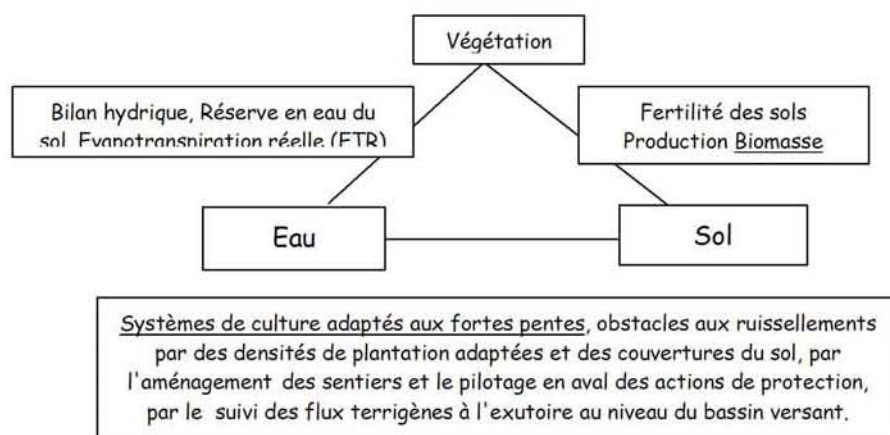 Végétation
Bilan hydrique, Réserve en eau du
sol Evapotranspiration réelle (ETR)
Fertilité des sols
Production Biomasse
Eau
Sol
Systèmes de culture adaptés aux fortes pentes, obstacles aux ruissellements
par des densités de plantation adaptées et des couvertures du sol, par
l'aménagement des sentiers et le pilotage en aval des actions de protection,
par le suivi des flux terrigènes à l'exutoire au niveau du bassin versant.